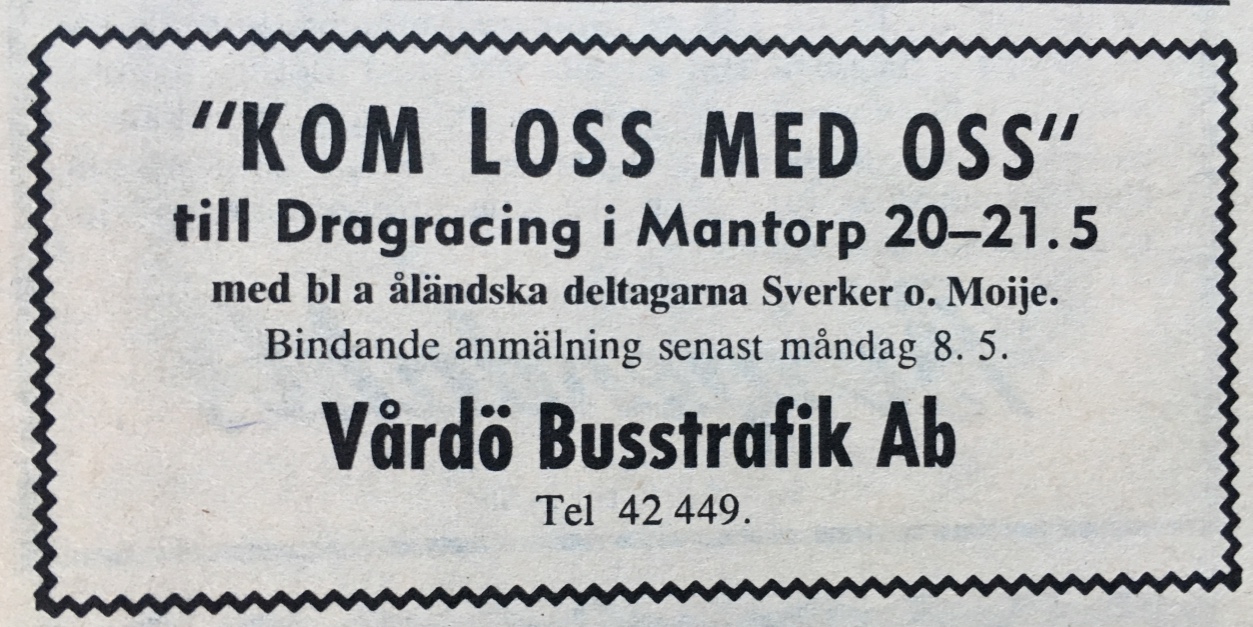 "KOM LOSS MED OSS"
till Dragracing i Mantorp 20–21.5
med bl a åländska deltagarna Sverker o. Moije.
Bindande anmälning senast måndag 8. 5.
Vårdö Busstrafik Ab
Tel 42 449.